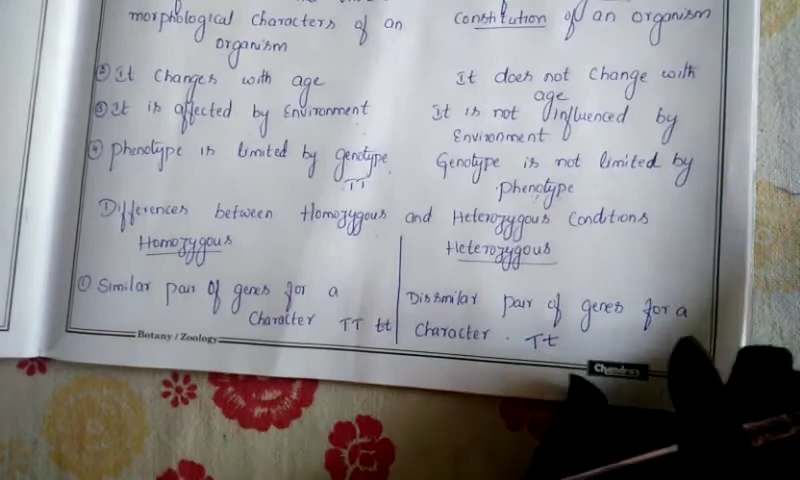 morphological characters of an
organism
Constitution of an organism
② It changes with age
It does not change with
age
③ It is affected by Environment
It is not influenced by
Environment
④ phenotype is limited by genotype.
TT
Genotype is not limited by
phenotype
Differences between Homozygous and Heterozygous Conditions
Homozygous
Heterozygous
① Similar pair of genes for a
Character TT tt
Dissmilar pair of genes for a
Character. Tt
Botany / Zoology
Chandra's